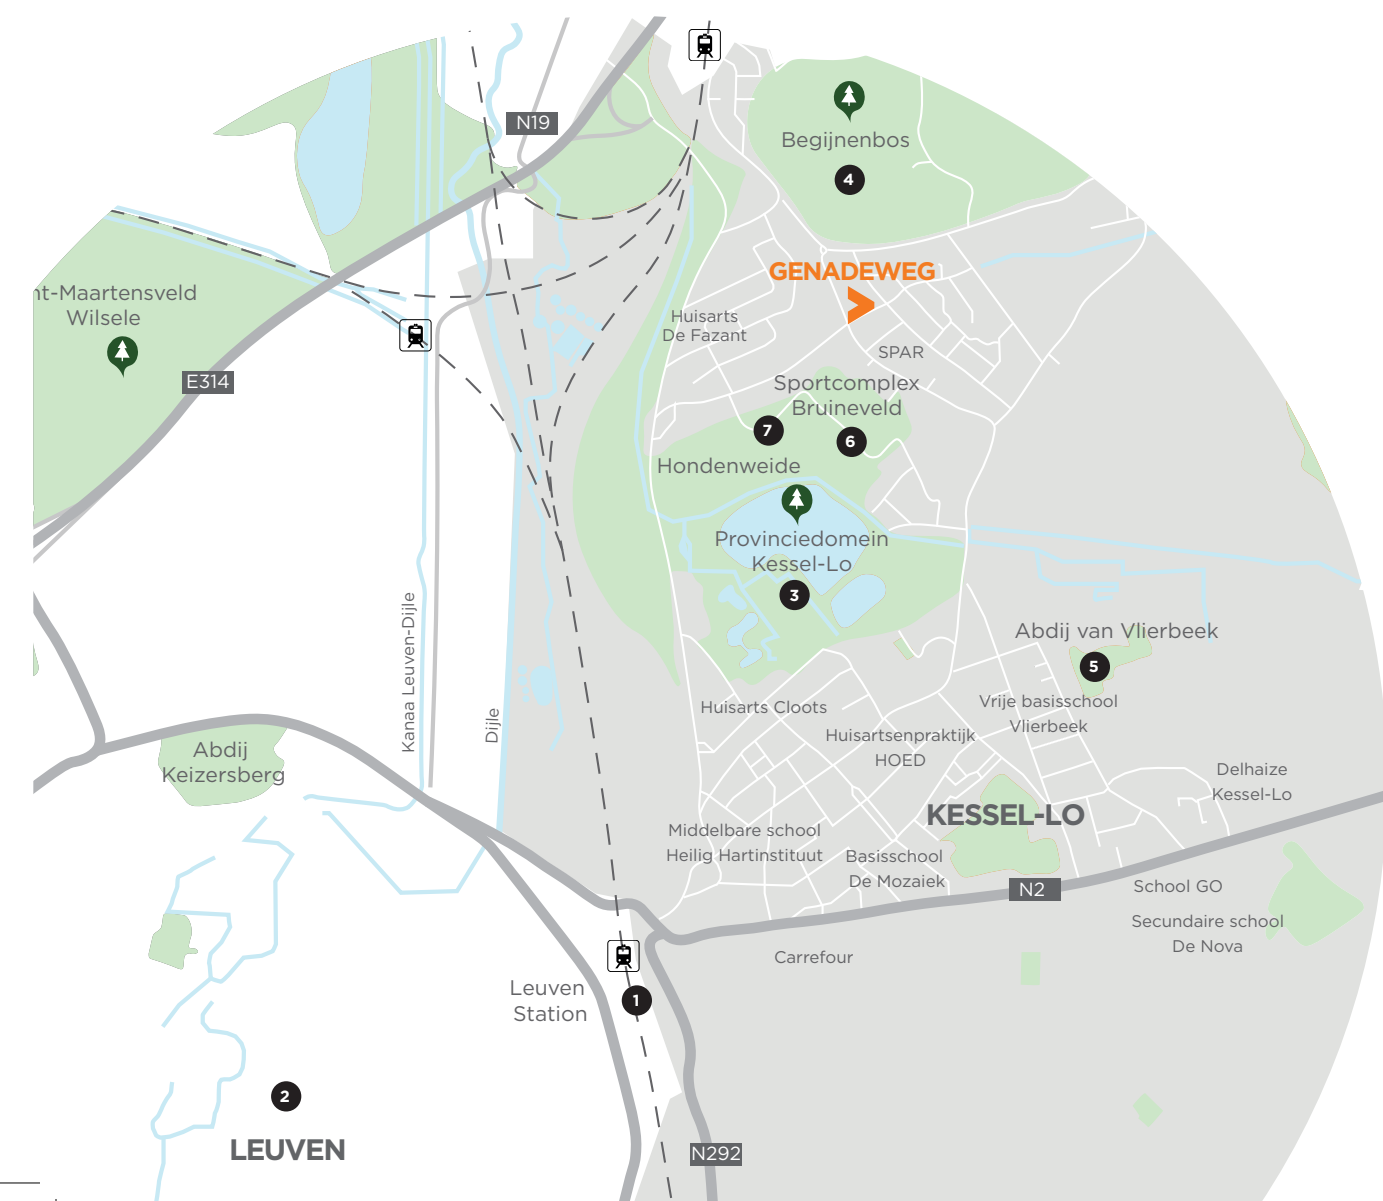 N19
Begijnenbos
4
GENADEWEG
nt-Maartensveld
Wilsele
Huisarts
De Fazant
SPAR
E314
Sportcomplex
Bruineveld
7
6
Hondenweide
Provinciedomein
Kessel-Lo
3
Kanaa Leuven-Dijle
Dijle
Abdij van Vlierbeek
5
Vrije basisschool
Vlierbeek
Huisarts Cloots
Huisartsenpraktijk
HOED
Abdij
Keizersberg
Delhaize
Kessel-Lo
KESSEL-LO
Middelbare school
Heilig Hartinstituut
Basisschool
De Mozaiek
N2
School GO
Secundaire school
De Nova
Carrefour
Leuven
Station
1
2
LEUVEN
N292